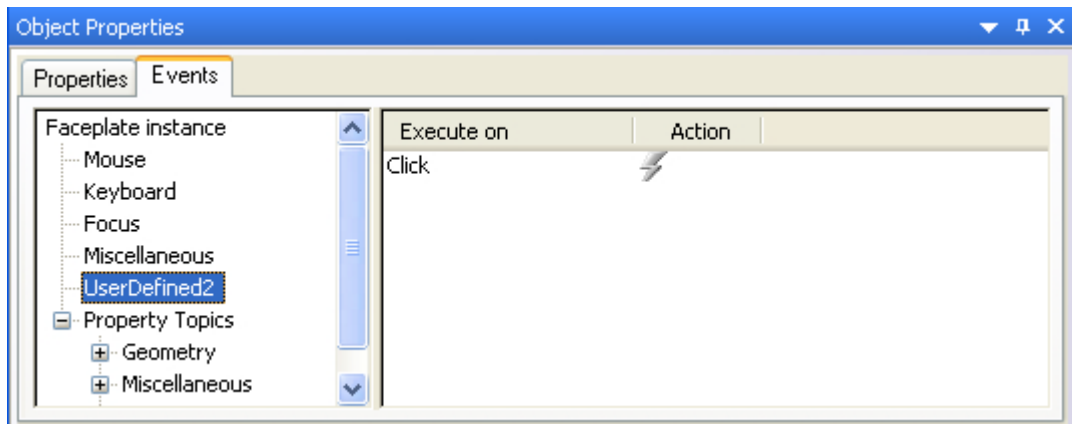 Object Properties
Properties Events
Faceplate instance
Mouse
Keyboard
Focus
Miscellaneous
UserDefined2
Property Topics
Geometry
Miscellaneous
Execute on Action
Click